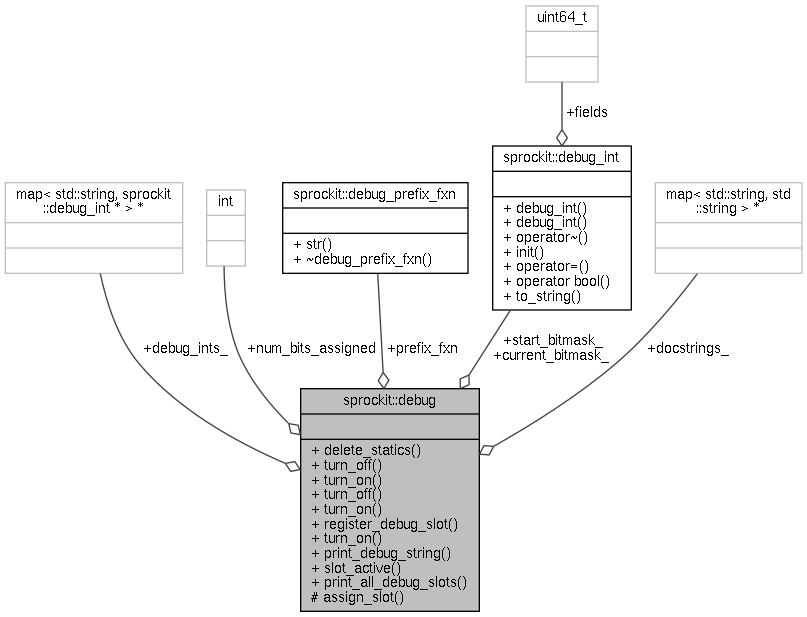 uint64_t
+fields
sprockit::debug_int
+ debug_int()
+ debug_int()
+ operator~()
+ init()
+ operator=()
+ operator bool()
+ to_string()
map< std::string, sprockit
::debug_int * > *
int
sprockit::debug_prefix_fxn
+ str()
+ ~debug_prefix_fxn()
map< std::string, std
::string > *
+debug_ints_
+num_bits_assigned
+prefix_fxn
+start_bitmask_
+current_bitmask_
+docstrings_
sprockit::debug
+ delete_statics()
+ turn_off()
+ turn_on()
+ turn_off()
+ turn_on()
+ register_debug_slot()
+ turn_on()
+ print_debug_string()
+ slot_active()
+ print_all_debug_slots()
# assign_slot()